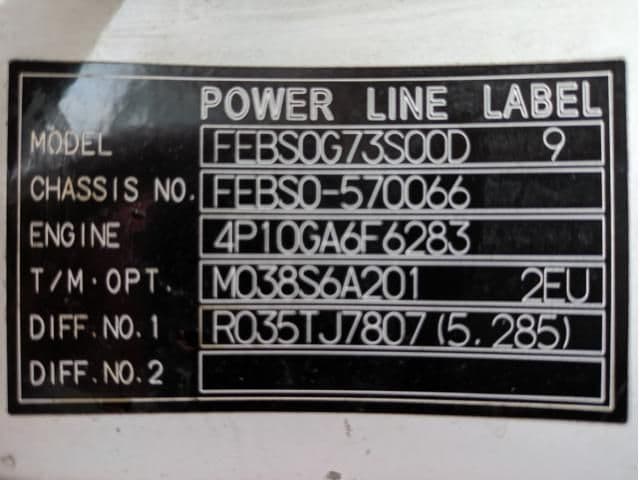 POWER LINE LABEL
MODEL FEBS0G73S00D 9
CHASSIS NO. FEBS0-570066
ENGINE 4P10GA6F6283
T/M·OPT. M038S6A201 2EU
DIFF.NO.1 R035TJ7807(5.285)
DIFF.NO.2